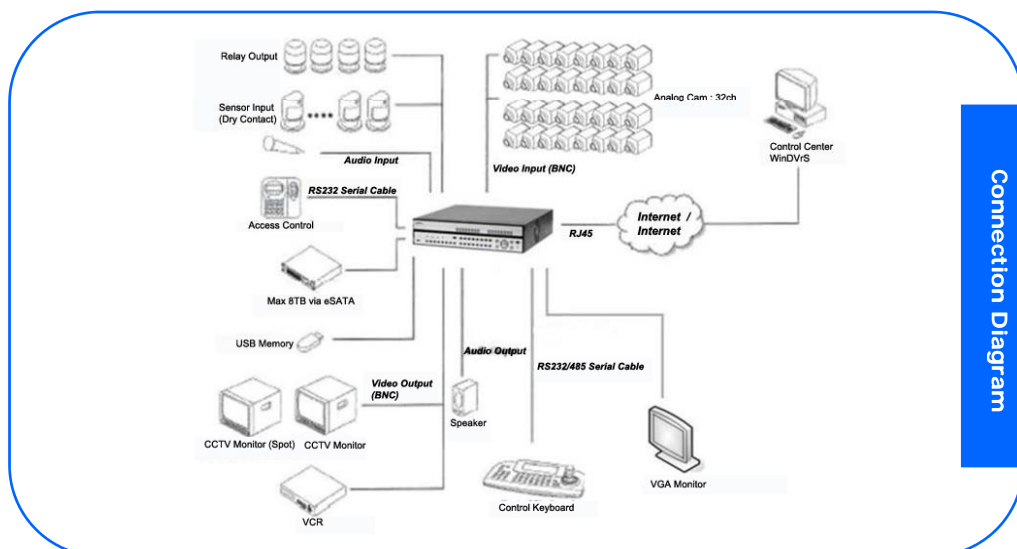 Relay Output
Sensor Input
(Dry Contact)
Audio Input
RS232 Serial Cable
Access Control
Max 8TB via eSATA
USB Memory
Video Output
(BNC)
CCTV Monitor (Spot)
CCTV Monitor
VCR
Analog Cam : 32ch
Video Input (BNC)
Control Center
WinDVrS
Internet /
Internet
RJ45
Audio Output
RS232/485 Serial Cable
Speaker
Control Keyboard
VGA Monitor
Connection Diagram